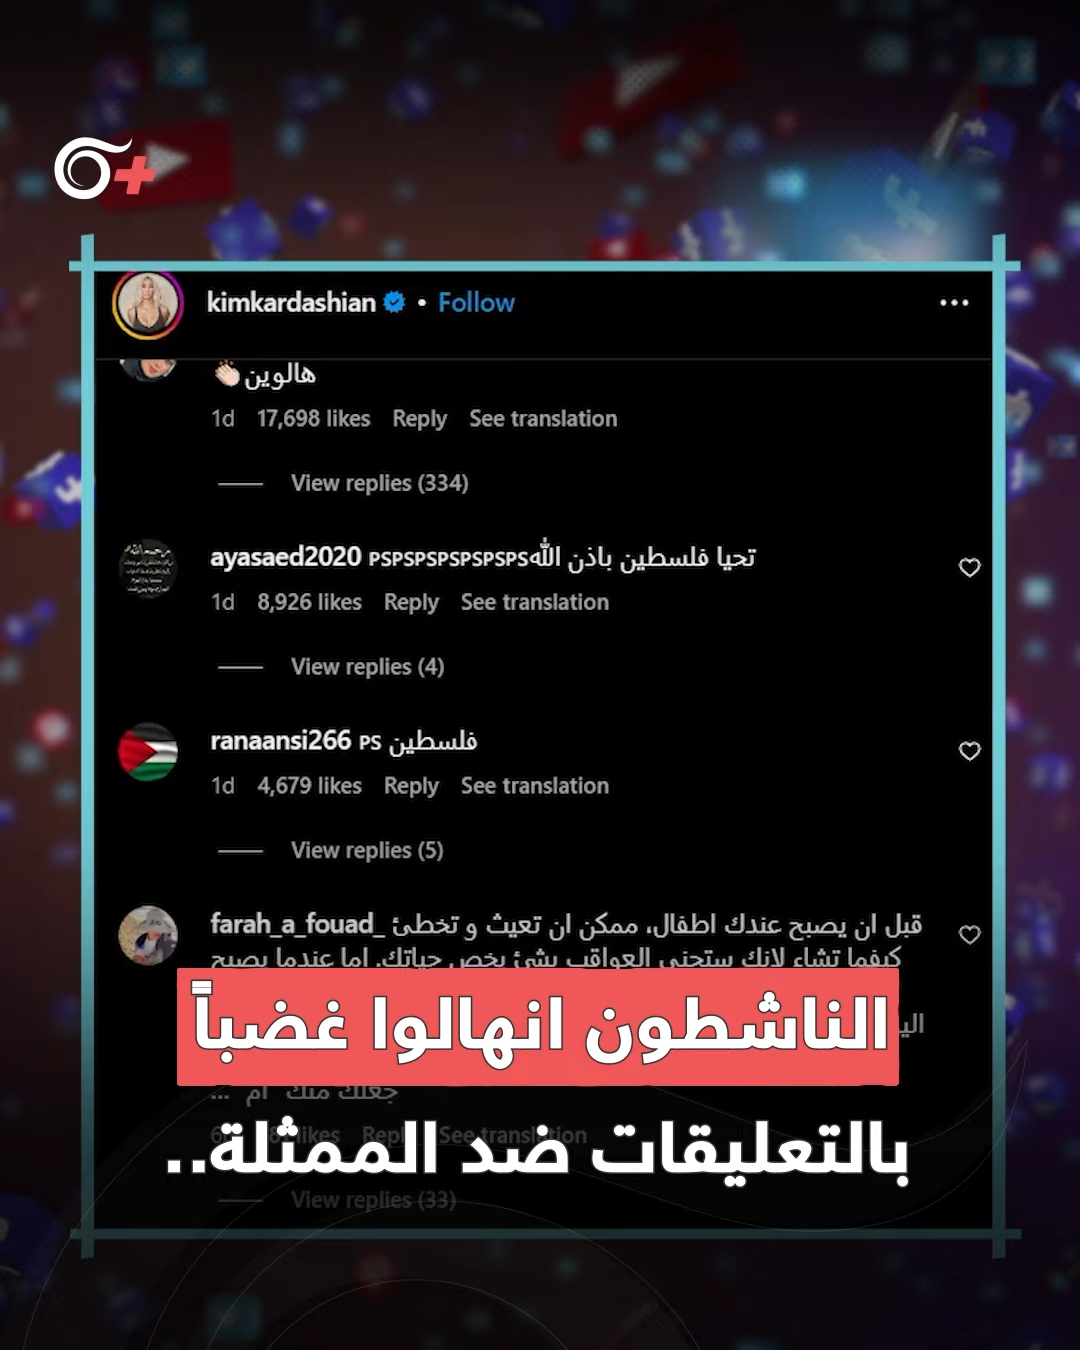 kimkardashian • Follow
هالوين👏🏻
1d 17,698 likes Reply See translation
View replies (334)
ayasaed2020 تحيا فلسطين باذن اللهPSPSPSPSPSPSPS
1d 8,926 likes Reply See translation
View replies (4)
ranaansi266 فلسطين PS
1d 4,679 likes Reply See translation
View replies (5)
farah_a_fouad_ قبل ان يصبح عندك اطفال، ممكن ان تعيث و تخطئ
كيفما تشاء لانك ستجني العواقب بشئ يخص حياتك. اما عندما يصبح
الناشطون انهالوا غضباً
جعلك منك "ام" ...
likes Reply See translation
بالتعليقات ضد الممثلة..
View replies (33)